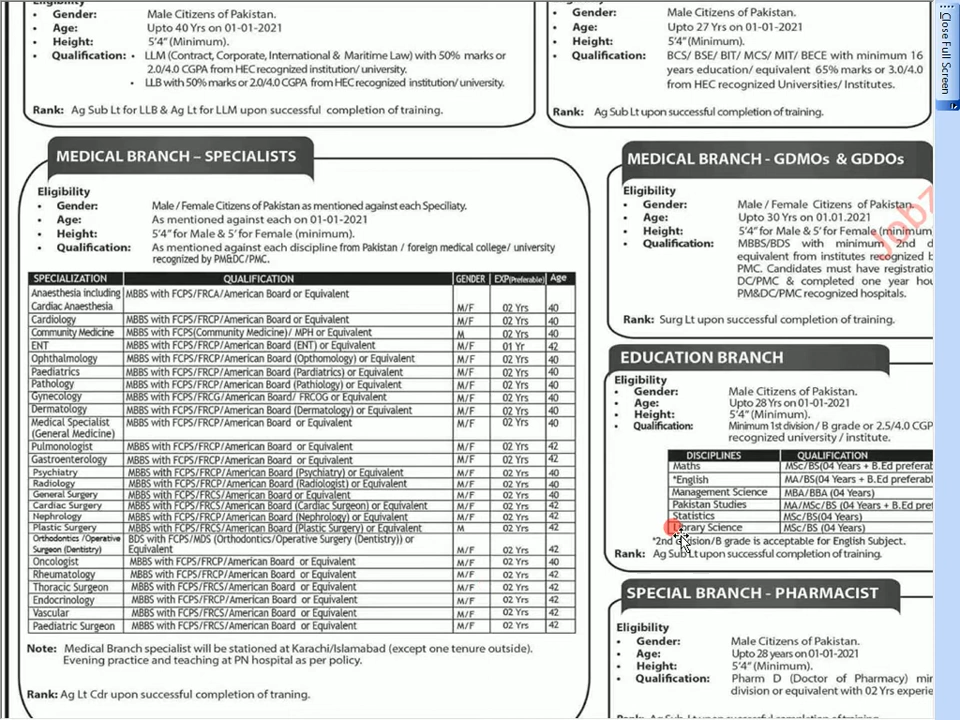 Eligibility
• Gender: Male Citizens of Pakistan.
• Age: Upto 40 Yrs on 01-01-2021
• Height: 5'4" (Minimum).
• Qualification: • LLM (Contract, Corporate, International & Maritime Law) with 50% marks or
2.0/4.0 CGPA from HEC recognized institution/ university.
• LLB with 50% marks or 2.0/4.0 CGPA from HEC recognized institution/ university.
Rank: Ag Sub Lt for LLB & Ag Lt for LLM upon successful completion of training.
• Gender: Male Citizens of Pakistan.
• Age: Upto 27 Yrs on 01-01-2021
• Height: 5'4" (Minimum).
• Qualification: BCS/ BSE/ BIT/ MCS/ MIT/ BECE with minimum 16
years education/ equivalent 65% marks or 3.0/4.0
from HEC recognized Universities/ Institutes.
Rank: Ag Sub Lt upon successful completion of training.
Close Full Screen
MEDICAL BRANCH – SPECIALISTS
Eligibility
• Gender: Male / Female Citizens of Pakistan as mentioned against each Speciliaty.
• Age: As mentioned against each on 01-01-2021
• Height: 5'4" for Male & 5' for Female (minimum).
• Qualification: As mentioned against each discipline from Pakistan / foreign medical college/ university
recognized by PM&DC/PMC.
SPECIALIZATION QUALIFICATION GENDER EXP(Preferable) Age
Anaesthesia including MBBS with FCPS/FRCA/American Board or Equivalent
Cardiac Anaesthesia M/F 02 Yrs 40
Cardiology MBBS with FCPS/FRCP/American Board or Equivalent M/F 02 Yrs 40
Community Medicine MBBS with FCPS(Community Medicine)/ MPH or Equivalent M 02 Yrs 40
ENT MBBS with FCPS/FRCP/American Board (ENT) or Equivalent M/F 01 Yr 42
Ophthalmology MBBS with FCPS/FRCP/American Board (Opthomology) or Equivalent M/F 02 Yrs 40
Paediatrics MBBS with FCPS/FRCP/American Board (Pardiatrics) or Equivalent M/F 02 Yrs 40
Pathology MBBS with FCPS/FRCP/American Board (Pathiology) or Equivalent M/F 02 Yrs 40
Gynecology MBBS with FCPS/FRCG/American Board/ FRCOG or Equivalent M/F 02 Yrs 40
Dermatology MBBS with FCPS/FRCP/American Board (Dermatology) or Equivalent M/F 02 Yrs 40
Medical Specialist MBBS with FCPS/FRCP/American Board or Equivalent M/F 02 Yrs 40
(General Medicine)
Pulmonologist MBBS with FCPS/FRCP/American Board or Equivalent M/F 02 Yrs 42
Gastroenterology MBBS with FCPS/FRCP/American Board or Equivalent M/F 02 Yrs 42
Psychiatry MBBS with FCPS/FRCP/American Board (Psychiatry) or Equivalent M/F 02 Yrs 40
Radiology MBBS with FCPS/FRCP/American Board (Radiologist) or Equivalent M/F 02 Yrs 40
General Surgery MBBS with FCPS/FRCS/American Board or Equivalent M/F 02 Yrs 40
Cardiac Surgery MBBS with FCPS/FRCP/American Board (Cardiac Surgeon) or Equivalent M/F 02 Yrs 42
Nephrology MBBS with FCPS/FRCP/American Board (Nephrology) or Equivalent M/F 02 Yrs 42
Plastic Surgery MBBS with FCPS/FRCP/American Board (Plastic Surgery) or Equivalent M 02 Yrs 42
Orthodontics /Operative BDS with FCPS/MDS (Orthodontics/Operative Surgery (Dentistry)) or
Surgeon (Dentistry) Equivalent M/F 02 Yrs 42
Oncologist MBBS with FCPS/FRCP/American Board or Equivalent M/F 02 Yrs 40
Rheumatology MBBS with FCPS/FRCP/American Board or Equivalent M/F 02 Yrs 42
Thoracic Surgeon MBBS with FCPS/FRCS/American Board or Equivalent M/F 02 Yrs 42
Endocrinology MBBS with FCPS/FRCP/American Board or Equivalent M/F 02 Yrs 42
Vascular MBBS with FCPS/FRCS/American Board or Equivalent M/F 02 Yrs 42
Paediatric Surgeon MBBS with FCPS/FRCS/American Board or Equivalent M/F 02 Yrs 42
Note: Medical Branch specialist will be stationed at Karachi/Islamabad (except one tenure outside).
Evening practice and teaching at PN hospital as per policy.
Rank: Ag Lt Cdr upon successful completion of traning.
MEDICAL BRANCH - GDMOs & GDDOs
Eligibility
• Gender: Male / Female Citizens of Pakistan.
• Age: Upto 30 Yrs on 01.01.2021
• Height: 5'4" for Male & 5' for Female (minimum
• Qualification: MBBS/BDS with minimum 2nd d
equivalent from institutes recognized b
PMC. Candidates must have registratio
DC/PMC & completed one year hou
PM&DC/PMC recognized hospitals.
Rank: Surg Lt upon successful completion of training.
EDUCATION BRANCH
Eligibility
• Gender: Male Citizens of Pakistan.
• Age: Upto 28 Yrs on 01-01-2021
• Height: 5'4" (Minimum).
• Qualification: Minimum 1st division / B grade or 2.5/4.0 CGP
recognized university / institute.
DISCIPLINES QUALIFICATION
Maths MSc/BS(04 Years + B.Ed preferab
*English MA/BS(04 Years + B.Ed preferable
Management Science MBA/BBA (04 Years)
Pakistan Studies MA/MSc/BS (04 Years + B.Ed pref
Statistics MSc/BS(04 Years)
Library Science MSc/BS (04 Years)
*2nd division/B grade is acceptable for English Subject.
Rank: Ag Sub Lt upon successful completion of training.
SPECIAL BRANCH - PHARMACIST
Eligibility
• Gender: Male Citizens of Pakistan.
• Age: Upto 28 years on 01-01-2021
• Height: 5'4" (Minimum).
• Qualification: Pharm D (Doctor of Pharmacy) mir
division or equivalent with 02 Yrs experie
Jobz